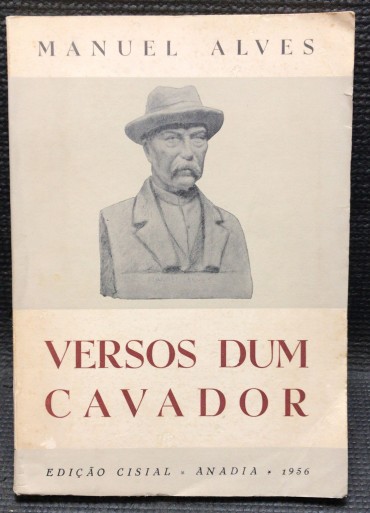 MANUEL ALVES
VERSOS DUM
CAVADOR
EDIÇÃO CISIAL • ANADIA • 1956